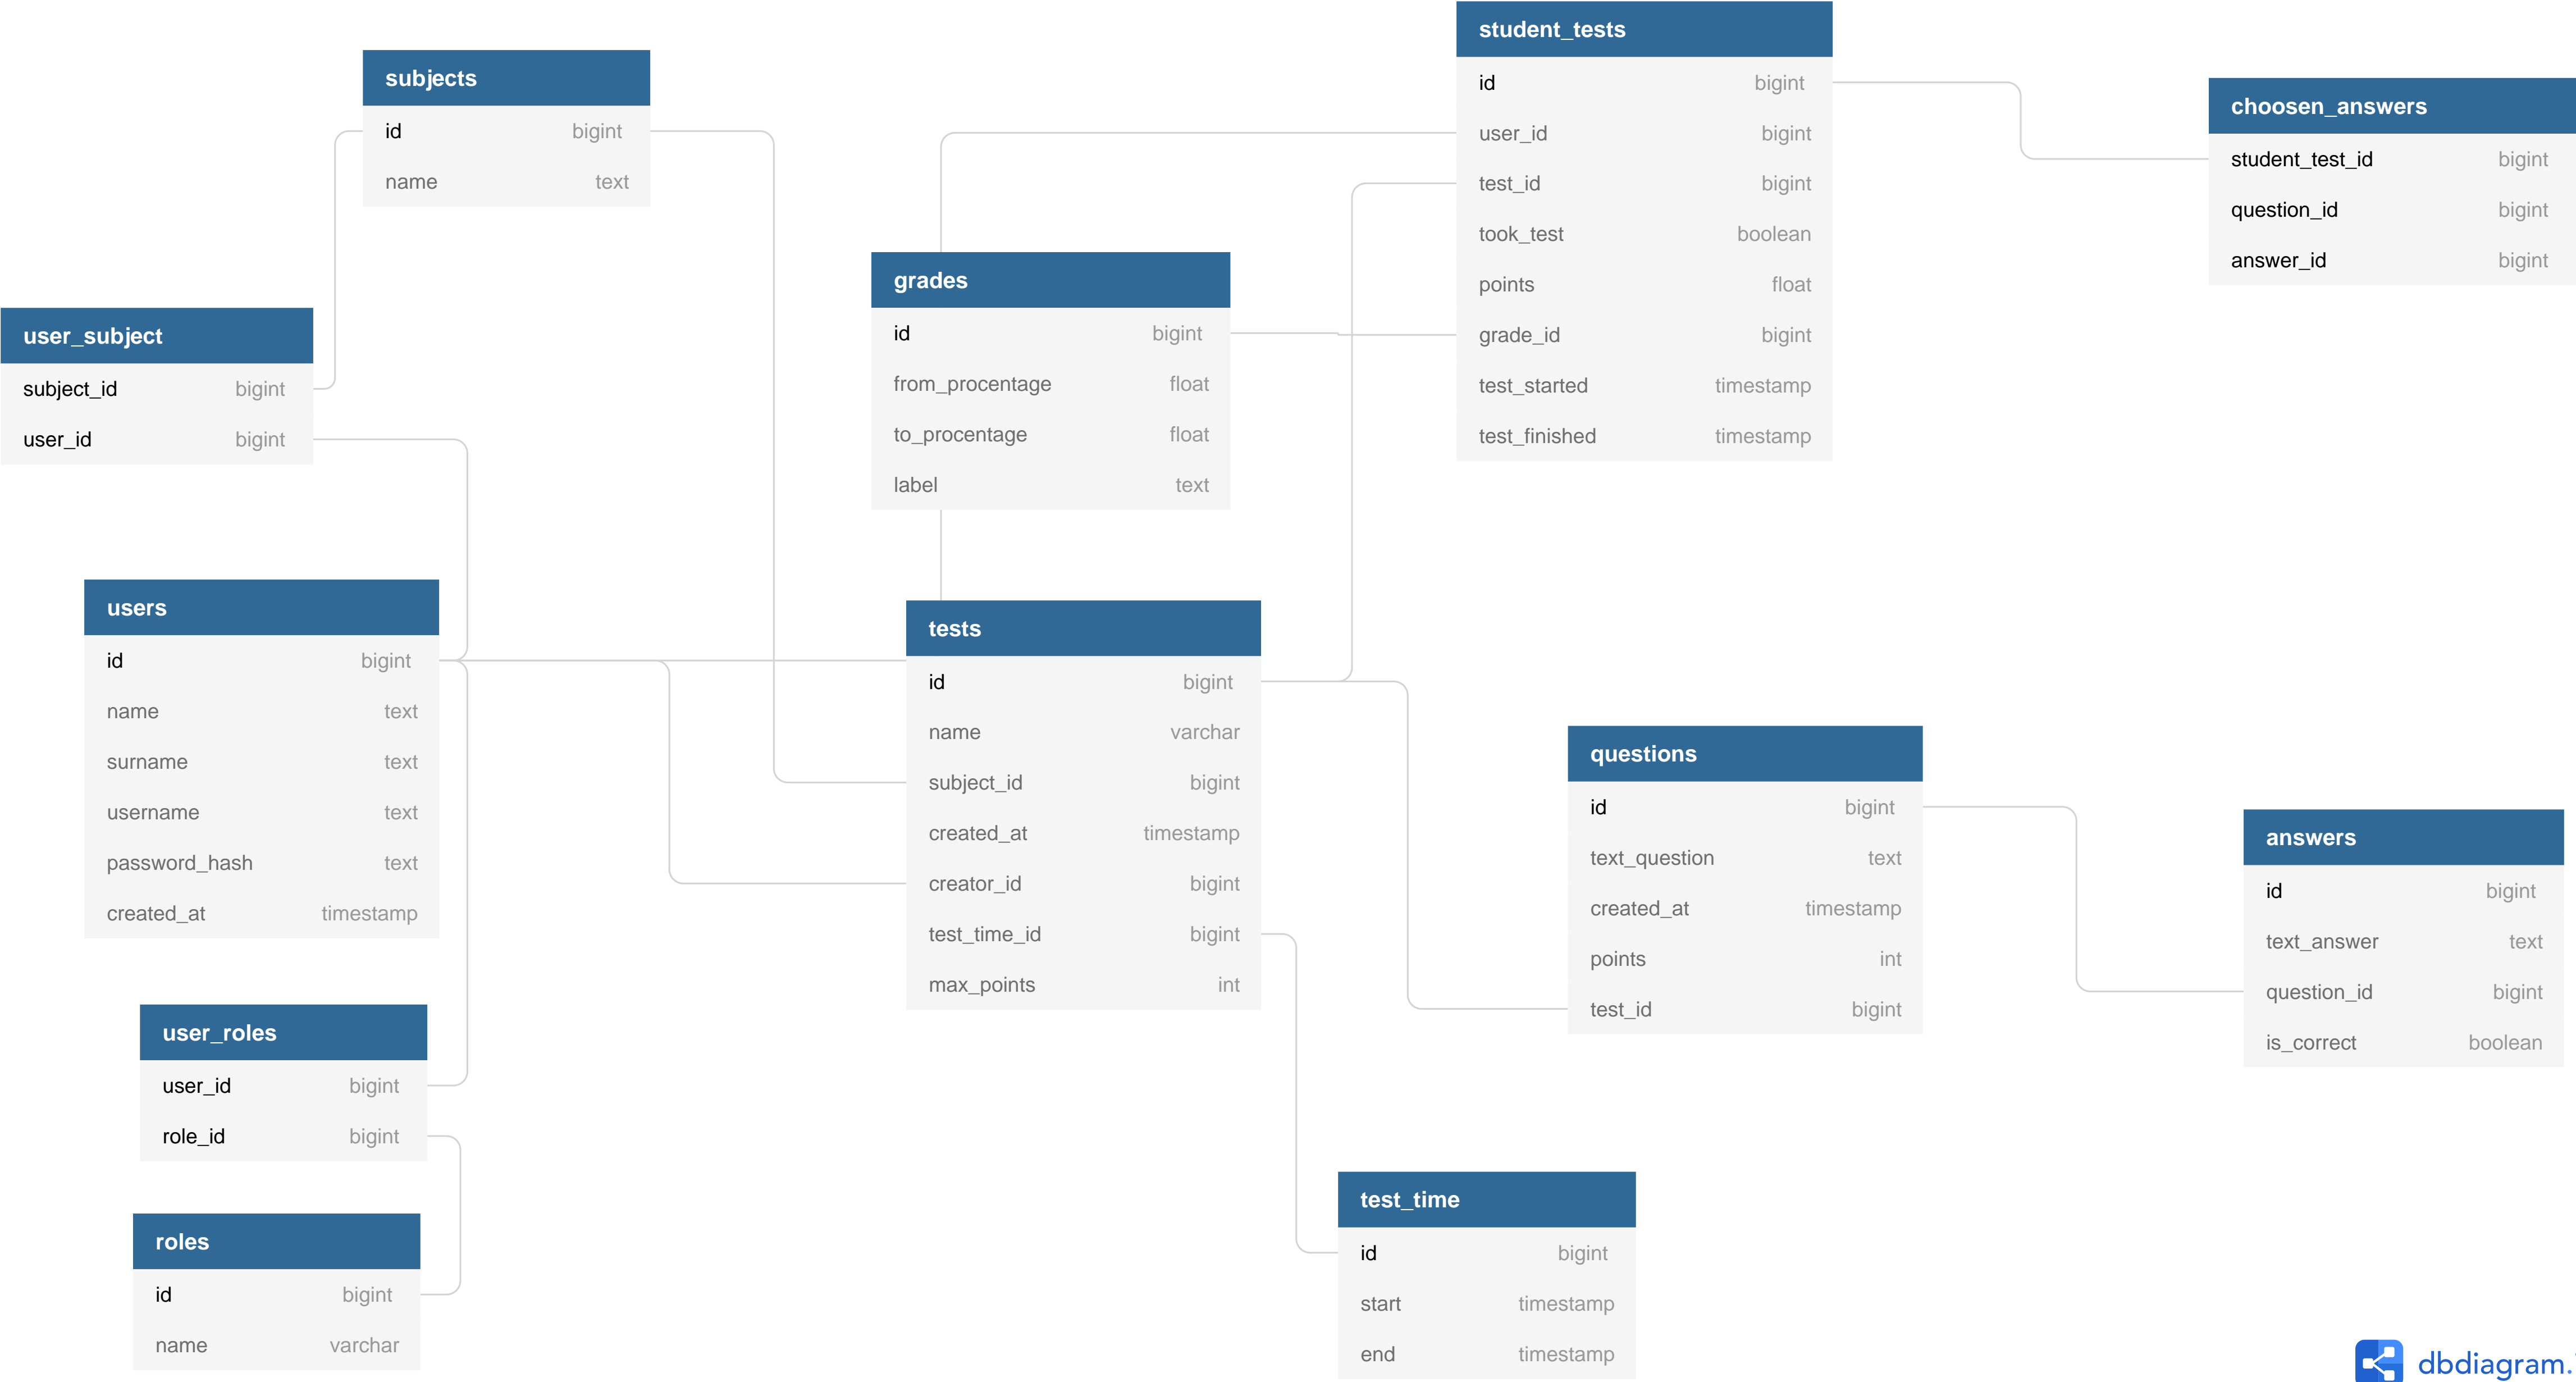 subjects
id bigint
name text
user_subject
subject_id bigint
user_id bigint
users
id bigint
name text
surname text
username text
password_hash text
created_at timestamp
user_roles
user_id bigint
role_id bigint
roles
id bigint
name varchar
grades
id bigint
from_procentage float
to_procentage float
label text
tests
id bigint
name varchar
subject_id bigint
created_at timestamp
creator_id bigint
test_time_id bigint
max_points int
student_tests
id bigint
user_id bigint
test_id bigint
took_test boolean
points float
grade_id bigint
test_started timestamp
test_finished timestamp
questions
id bigint
text_question text
created_at timestamp
points int
test_id bigint
test_time
id bigint
start timestamp
end timestamp
choosen_answers
student_test_id bigint
question_id bigint
answer_id bigint
answers
id bigint
text_answer text
question_id bigint
is_correct boolean
dbdiagram.